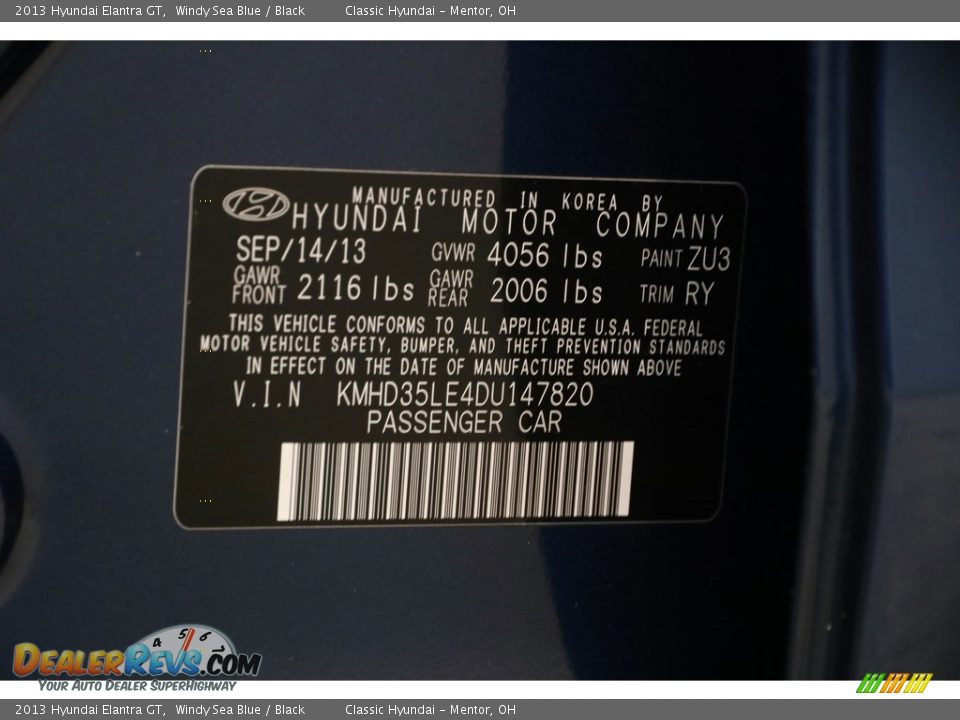 2013 Hyundai Elantra GT, Windy Sea Blue / Black Classic Hyundai - Mentor, OH
MANUFACTURED IN KOREA BY
HYUNDAI MOTOR COMPANY
SEP/14/13 GVWR 4056 lbs PAINT ZU3
GAWR FRONT 2116 lbs GAWR REAR 2006 lbs TRIM RY
THIS VEHICLE CONFORMS TO ALL APPLICABLE U.S.A. FEDERAL
MOTOR VEHICLE SAFETY, BUMPER, AND THEFT PREVENTION STANDARDS
IN EFFECT ON THE DATE OF MANUFACTURE SHOWN ABOVE
V.I.N KMHD35LE4DU147820
PASSENGER CAR
4 5 6 7
DEALERREVS.COM
YOUR AUTO DEALER SUPERHIGHWAY
2013 Hyundai Elantra GT, Windy Sea Blue / Black Classic Hyundai - Mentor, OH